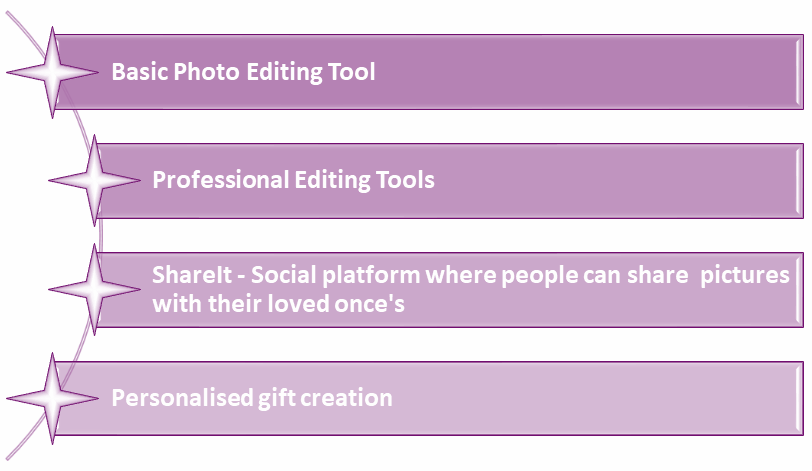 Basic Photo Editing Tool
Professional Editing Tools
ShareIt - Social platform where people can share  pictures
with their loved once's
Personalised gift creation